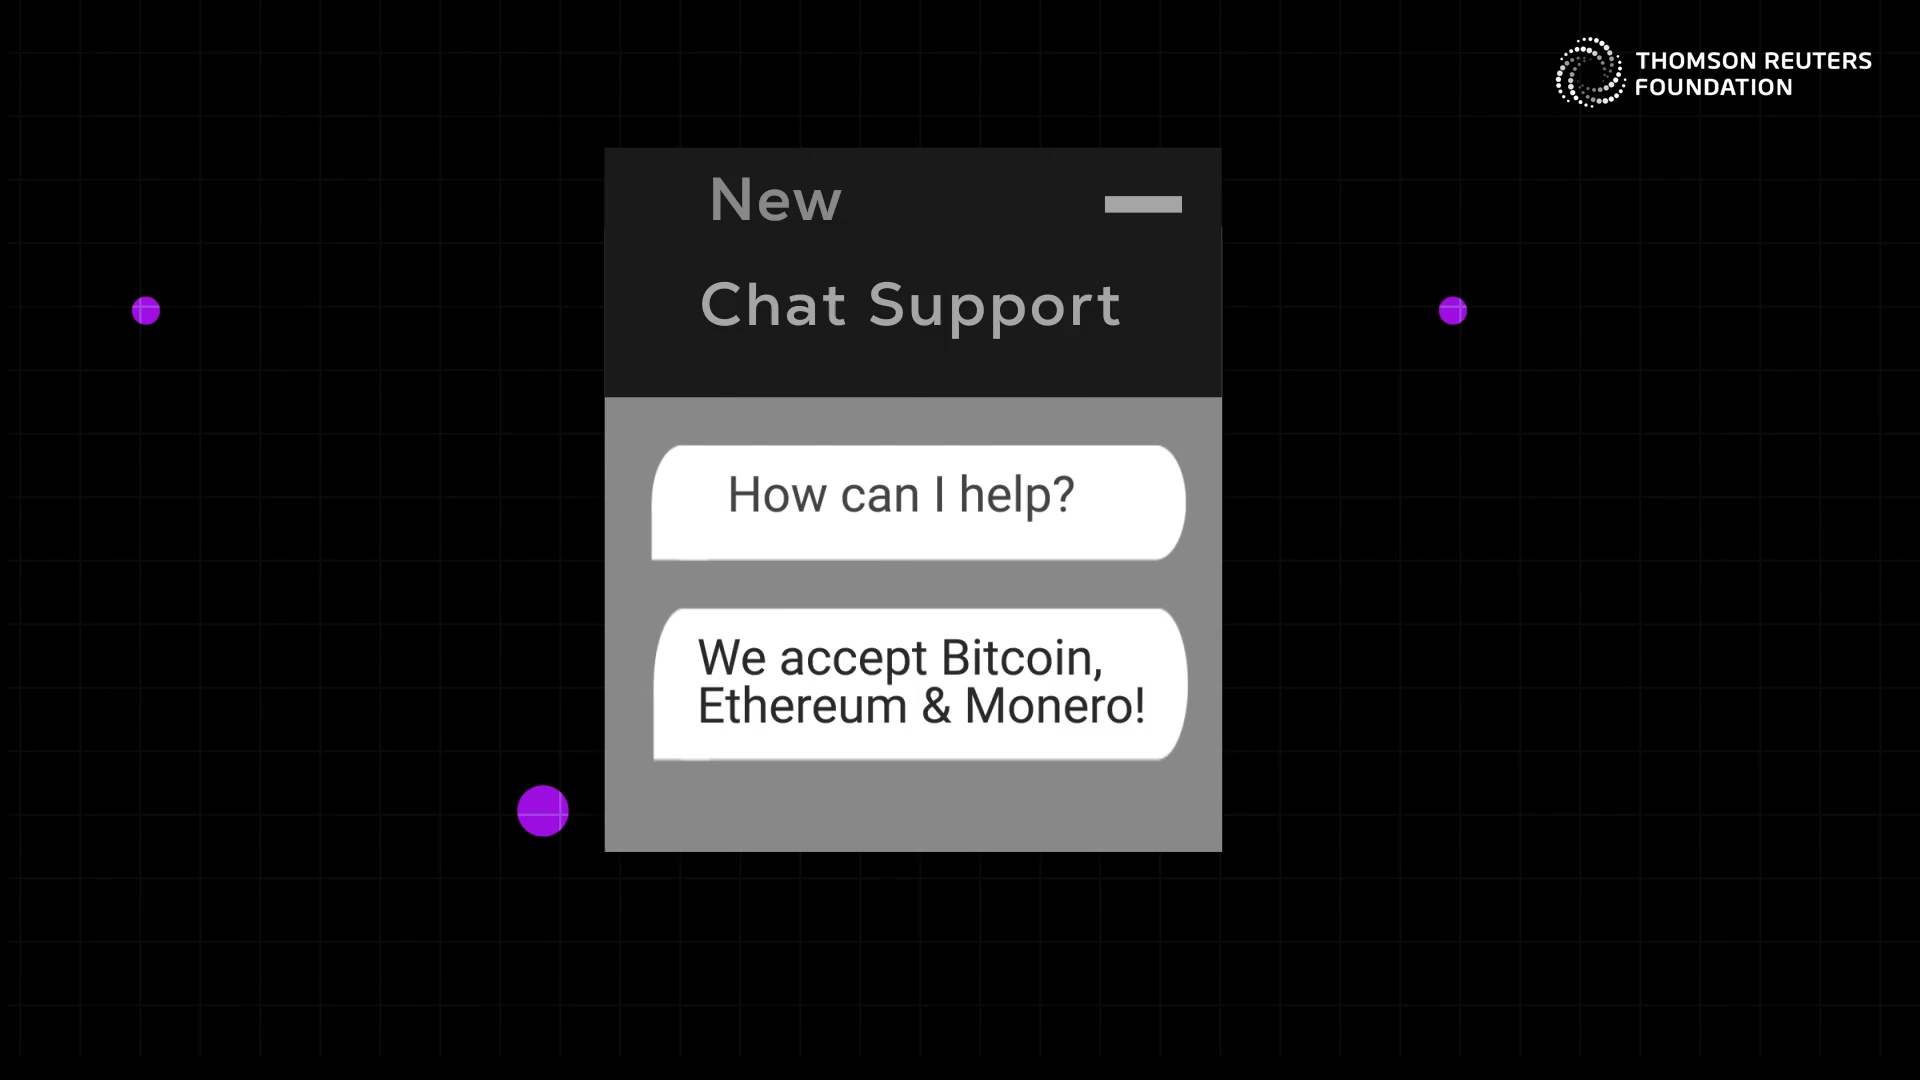 THOMSON REUTERS
FOUNDATION
New
Chat Support
How can I help?
We accept Bitcoin,
Ethereum & Monero!